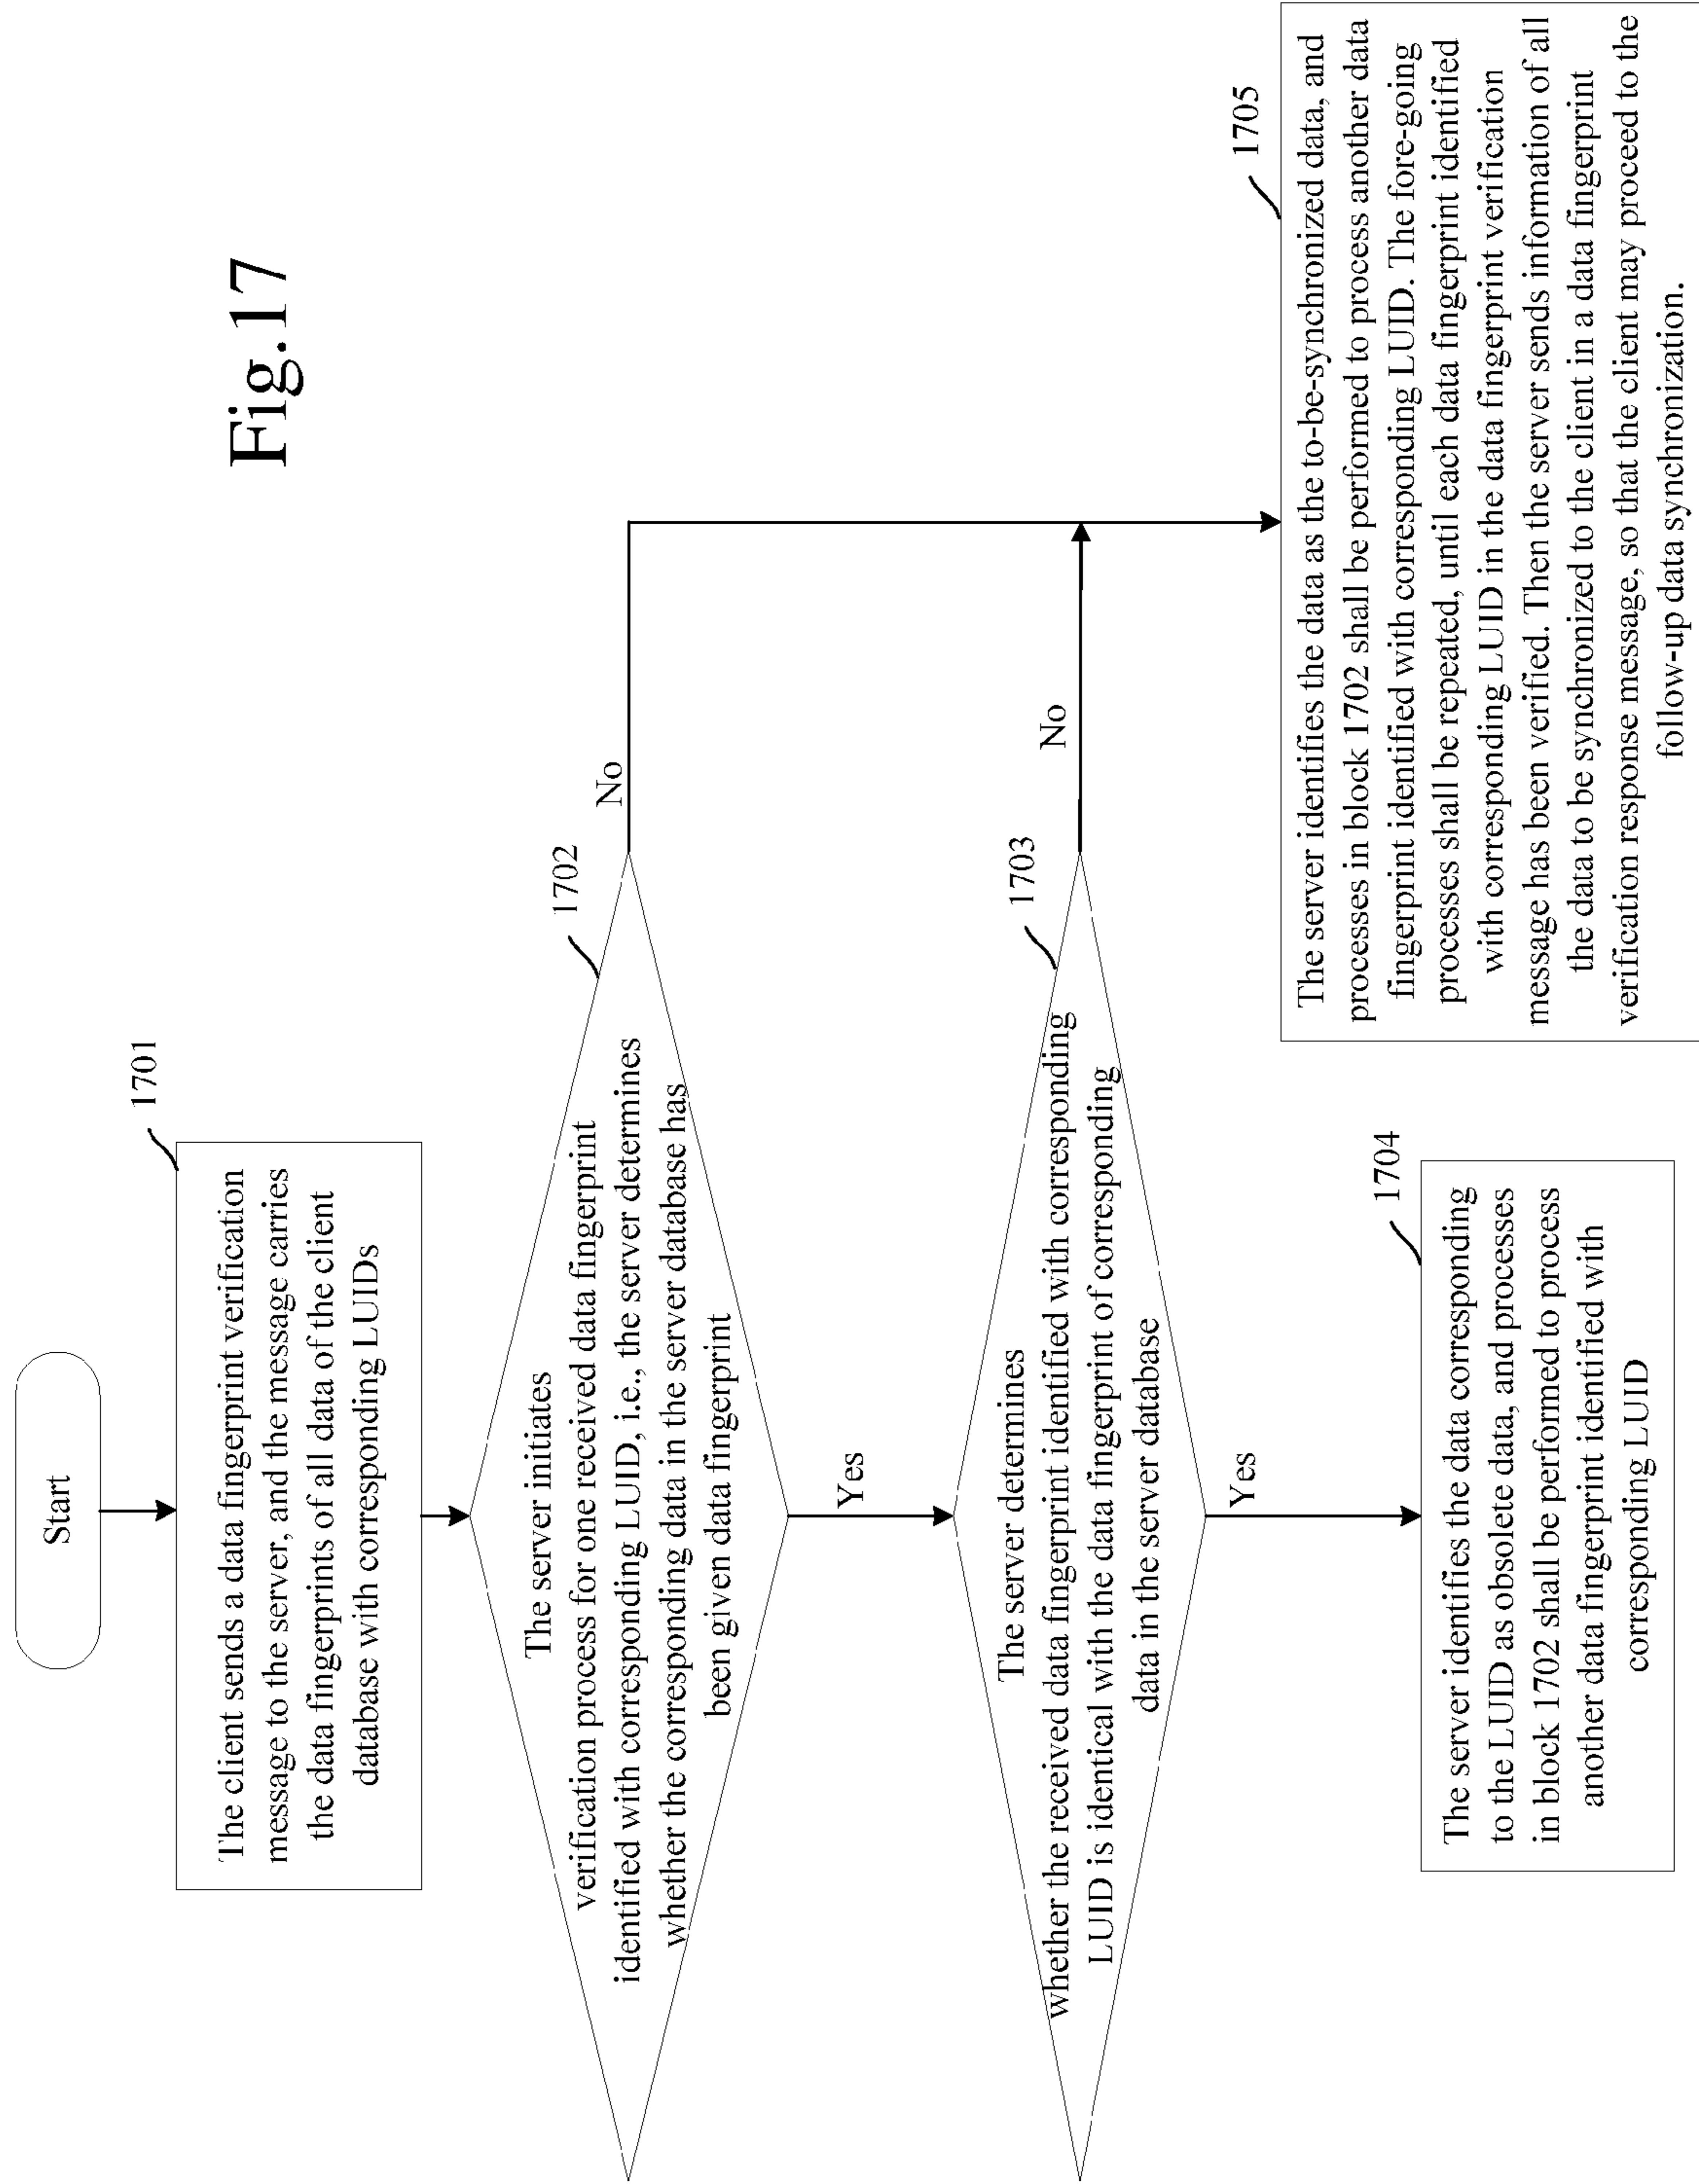 Fig.17
Start
1701
The client sends a data fingerprint verification
message to the server, and the message carries
the data fingerprints of all data of the client
database with corresponding LUIDs
1702
The server initiates
verification process for one received data fingerprint
identified with corresponding LUID, i.e., the server determines
whether the corresponding data in the server database has
been given data fingerprint
No
Yes
1703
The server determines
whether the received data fingerprint identified with corresponding
LUID is identical with the data fingerprint of corresponding
data in the server database
No
Yes
1704
The server identifies the data corresponding
to the LUID as obsolete data, and processes
in block 1702 shall be performed to process
another data fingerprint identified with
corresponding LUID
1705
The server identifies the data as the to-be-synchronized data, and
processes in block 1702 shall be performed to process another data
fingerprint identified with corresponding LUID. The fore-going
processes shall be repeated, until each data fingerprint identified
with corresponding LUID in the data fingerprint verification
message has been verified. Then the server sends information of all
the data to be synchronized to the client in a data fingerprint
verification response message, so that the client may proceed to the
follow-up data synchronization.